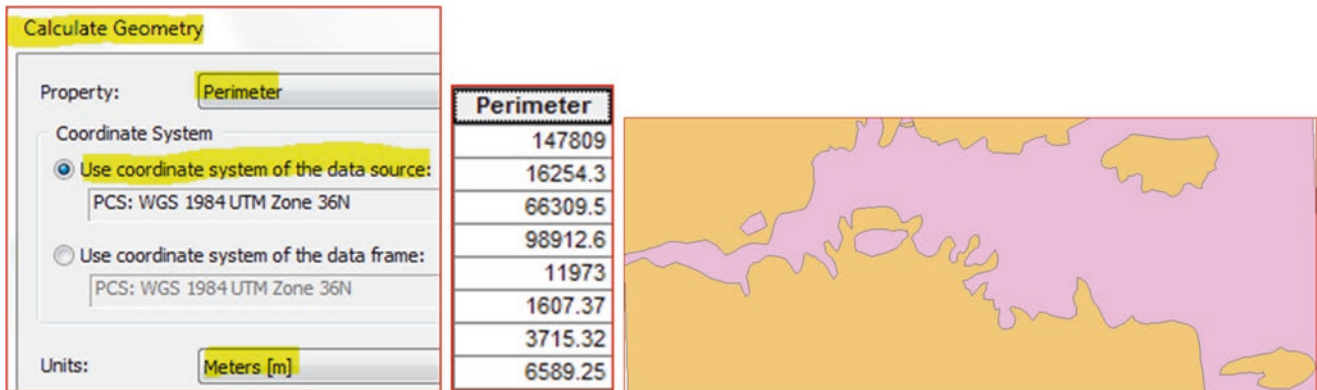 Calculate Geometry
Property: Perimeter
Coordinate System
Use coordinate system of the data source:
PCS: WGS 1984 UTM Zone 36N
Use coordinate system of the data frame:
PCS: WGS 1984 UTM Zone 36N
Units: Meters [m]
Perimeter
147809
16254.3
66309.5
98912.6
11973
1607.37
3715.32
6589.25